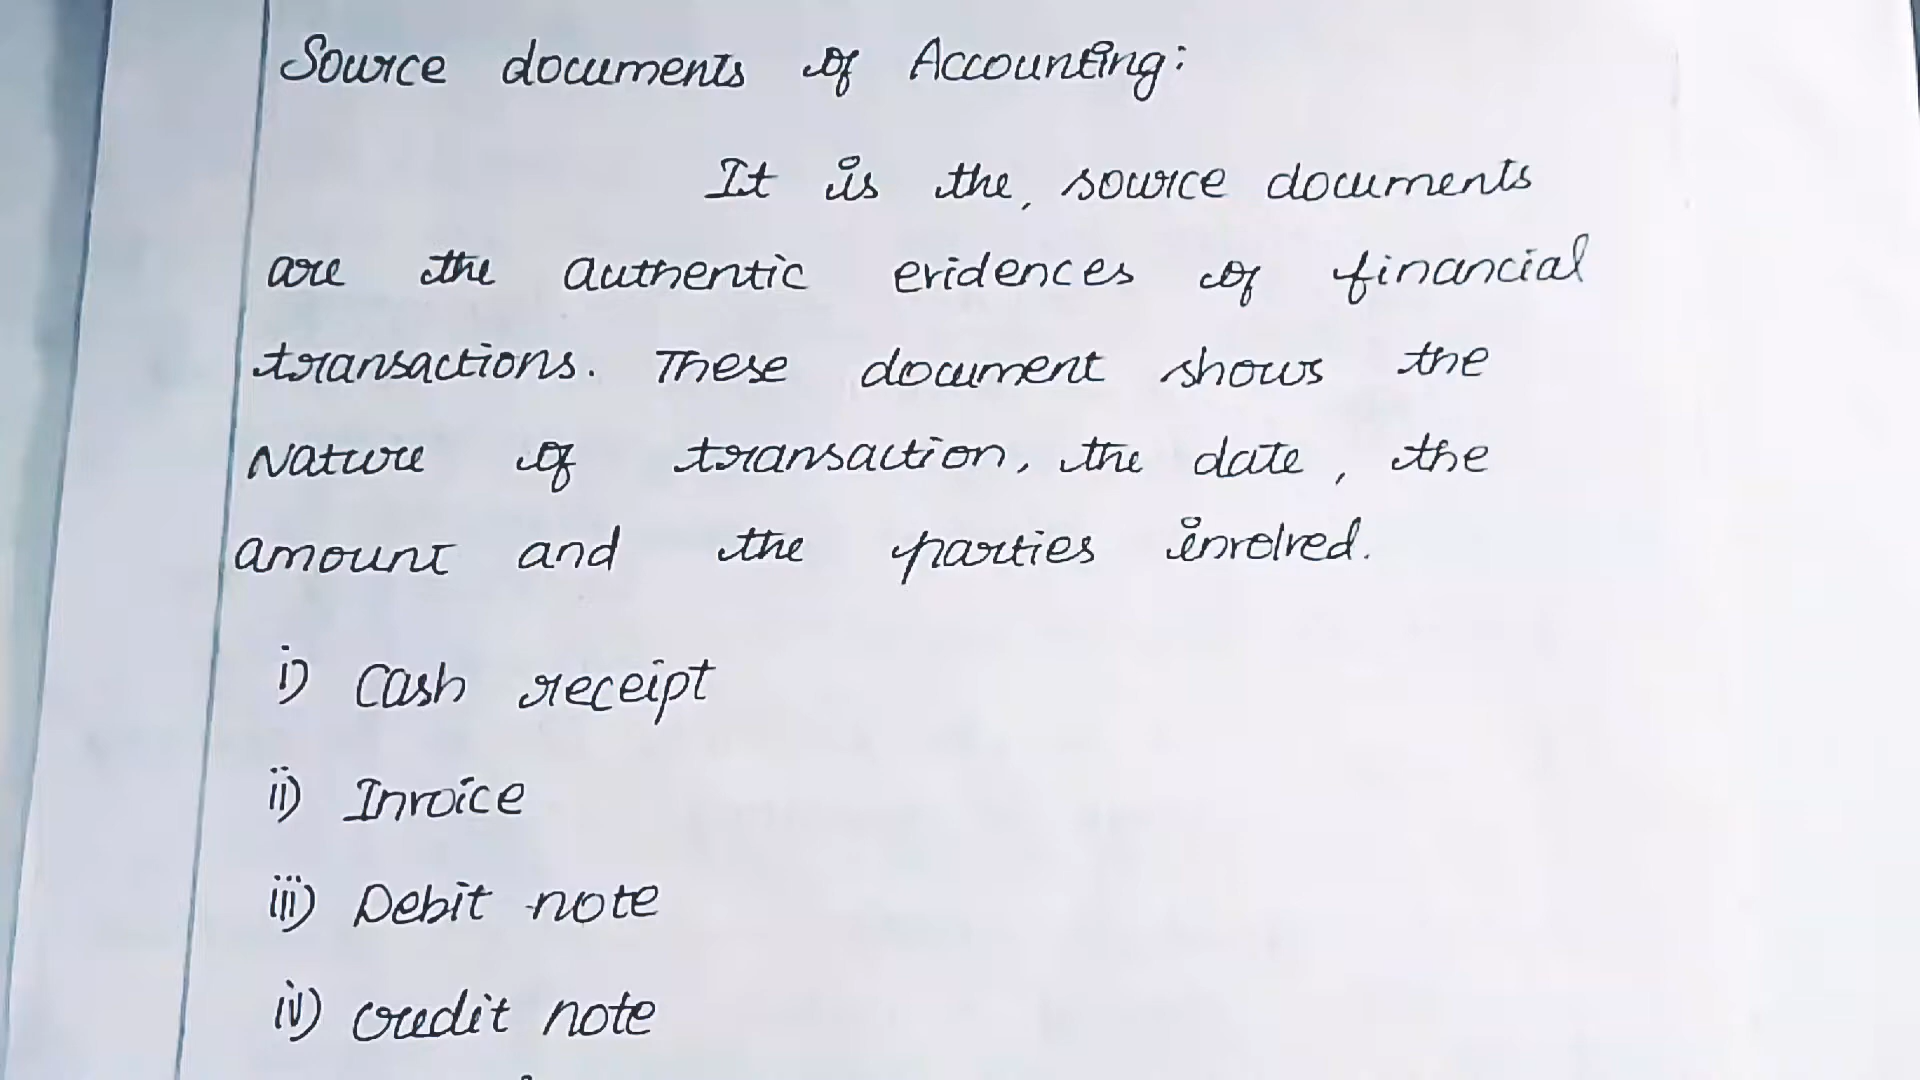 Source documents of Accounting:
It is the, source documents
are the authentic evidences of financial
transactions. These document shows the
Nature of transaction, the date, the
amount and the parties involved.
i) Cash receipt
ii) Invoice
iii) Debit note
iv) credit note